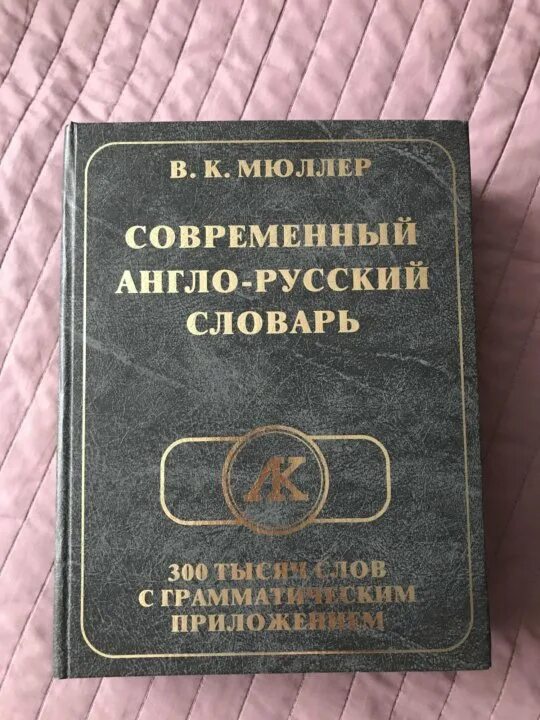 В. К. МЮЛЛЕР
СОВРЕМЕННЫЙ
АНГЛО-РУССКИЙ
СЛОВАРЬ
ЛК
300 ТЫСЯЧ СЛОВ
С ГРАММАТИЧЕСКИМ
ПРИЛОЖЕНИЕМ